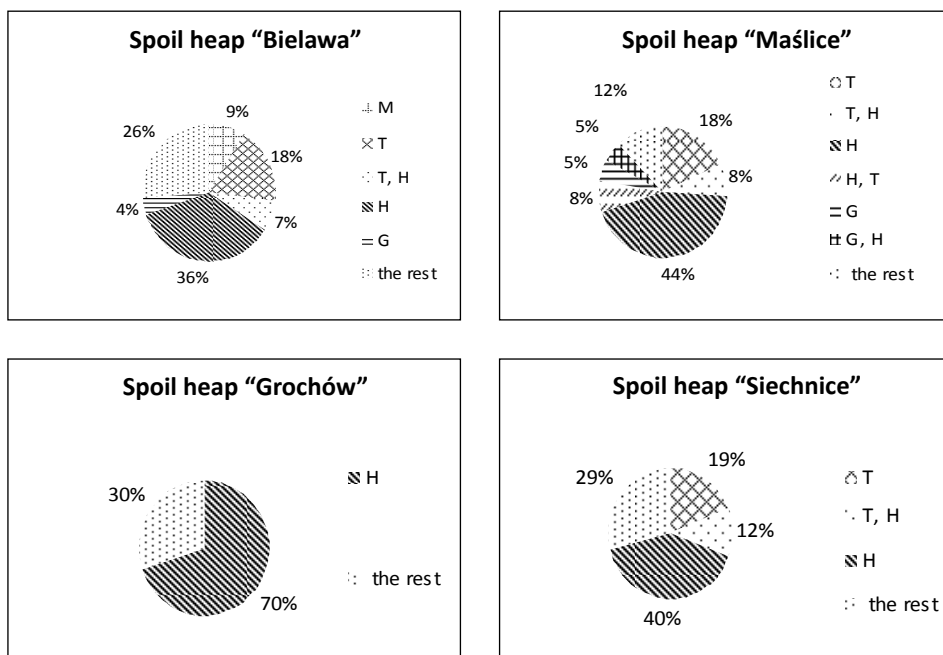 Spoil heap “Bielawa”
9%
18%
7%
36%
4%
26%
M
T
T, H
H
G
the rest
Spoil heap “Maślice”
18%
8%
44%
8%
5%
5%
12%
T
T, H
H
H, T
G
G, H
the rest
Spoil heap “Grochów”
30%
70%
H
the rest
Spoil heap “Siechnice”
19%
12%
40%
29%
T
T, H
H
the rest